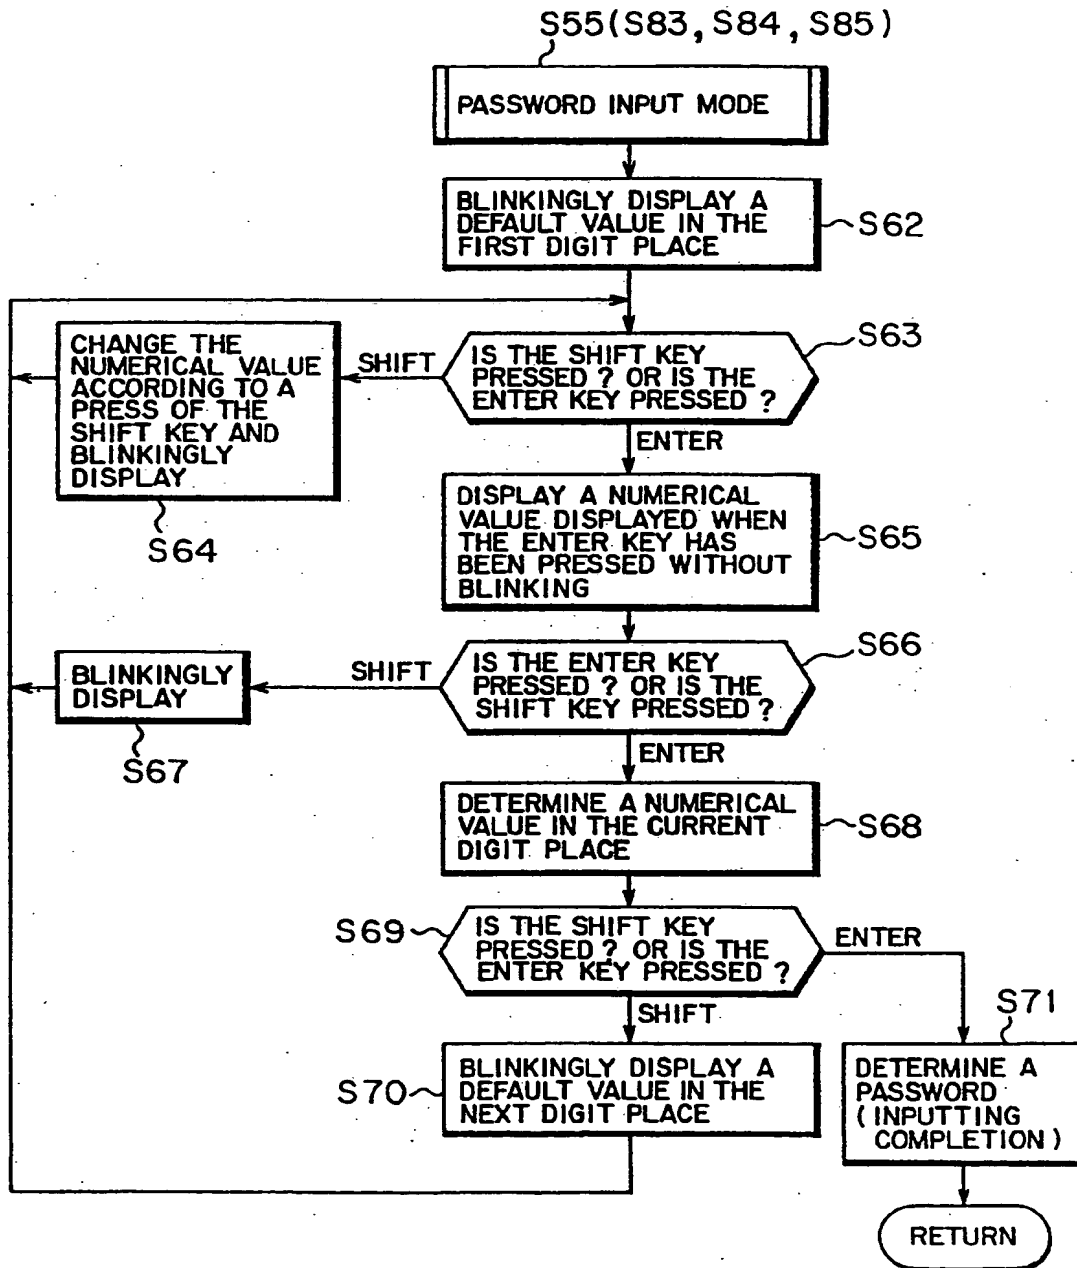 S55(S83, S84, S85)
PASSWORD INPUT MODE
BLINKINGLY DISPLAY A
DEFAULT VALUE IN THE
FIRST DIGIT PLACE
S62
CHANGE THE
NUMERICAL VALUE
ACCORDING TO A
PRESS OF THE
SHIFT KEY AND
BLINKINGLY
DISPLAY
S64
SHIFT
IS THE SHIFT KEY
PRESSED ? OR IS THE
ENTER KEY PRESSED ?
S63
ENTER
DISPLAY A NUMERICAL
VALUE DISPLAYED WHEN
THE ENTER KEY HAS
BEEN PRESSED WITHOUT
BLINKING
S65
BLINKINGLY
DISPLAY
S67
SHIFT
IS THE ENTER KEY
PRESSED ? OR IS THE
SHIFT KEY PRESSED ?
S66
ENTER
DETERMINE A NUMERICAL
VALUE IN THE CURRENT
DIGIT PLACE
S68
S69
IS THE SHIFT KEY
PRESSED ? OR IS THE
ENTER KEY PRESSED ?
ENTER
SHIFT
S70
BLINKINGLY DISPLAY A
DEFAULT VALUE IN THE
NEXT DIGIT PLACE
S71
DETERMINE A
PASSWORD
(INPUTTING
COMPLETION)
RETURN